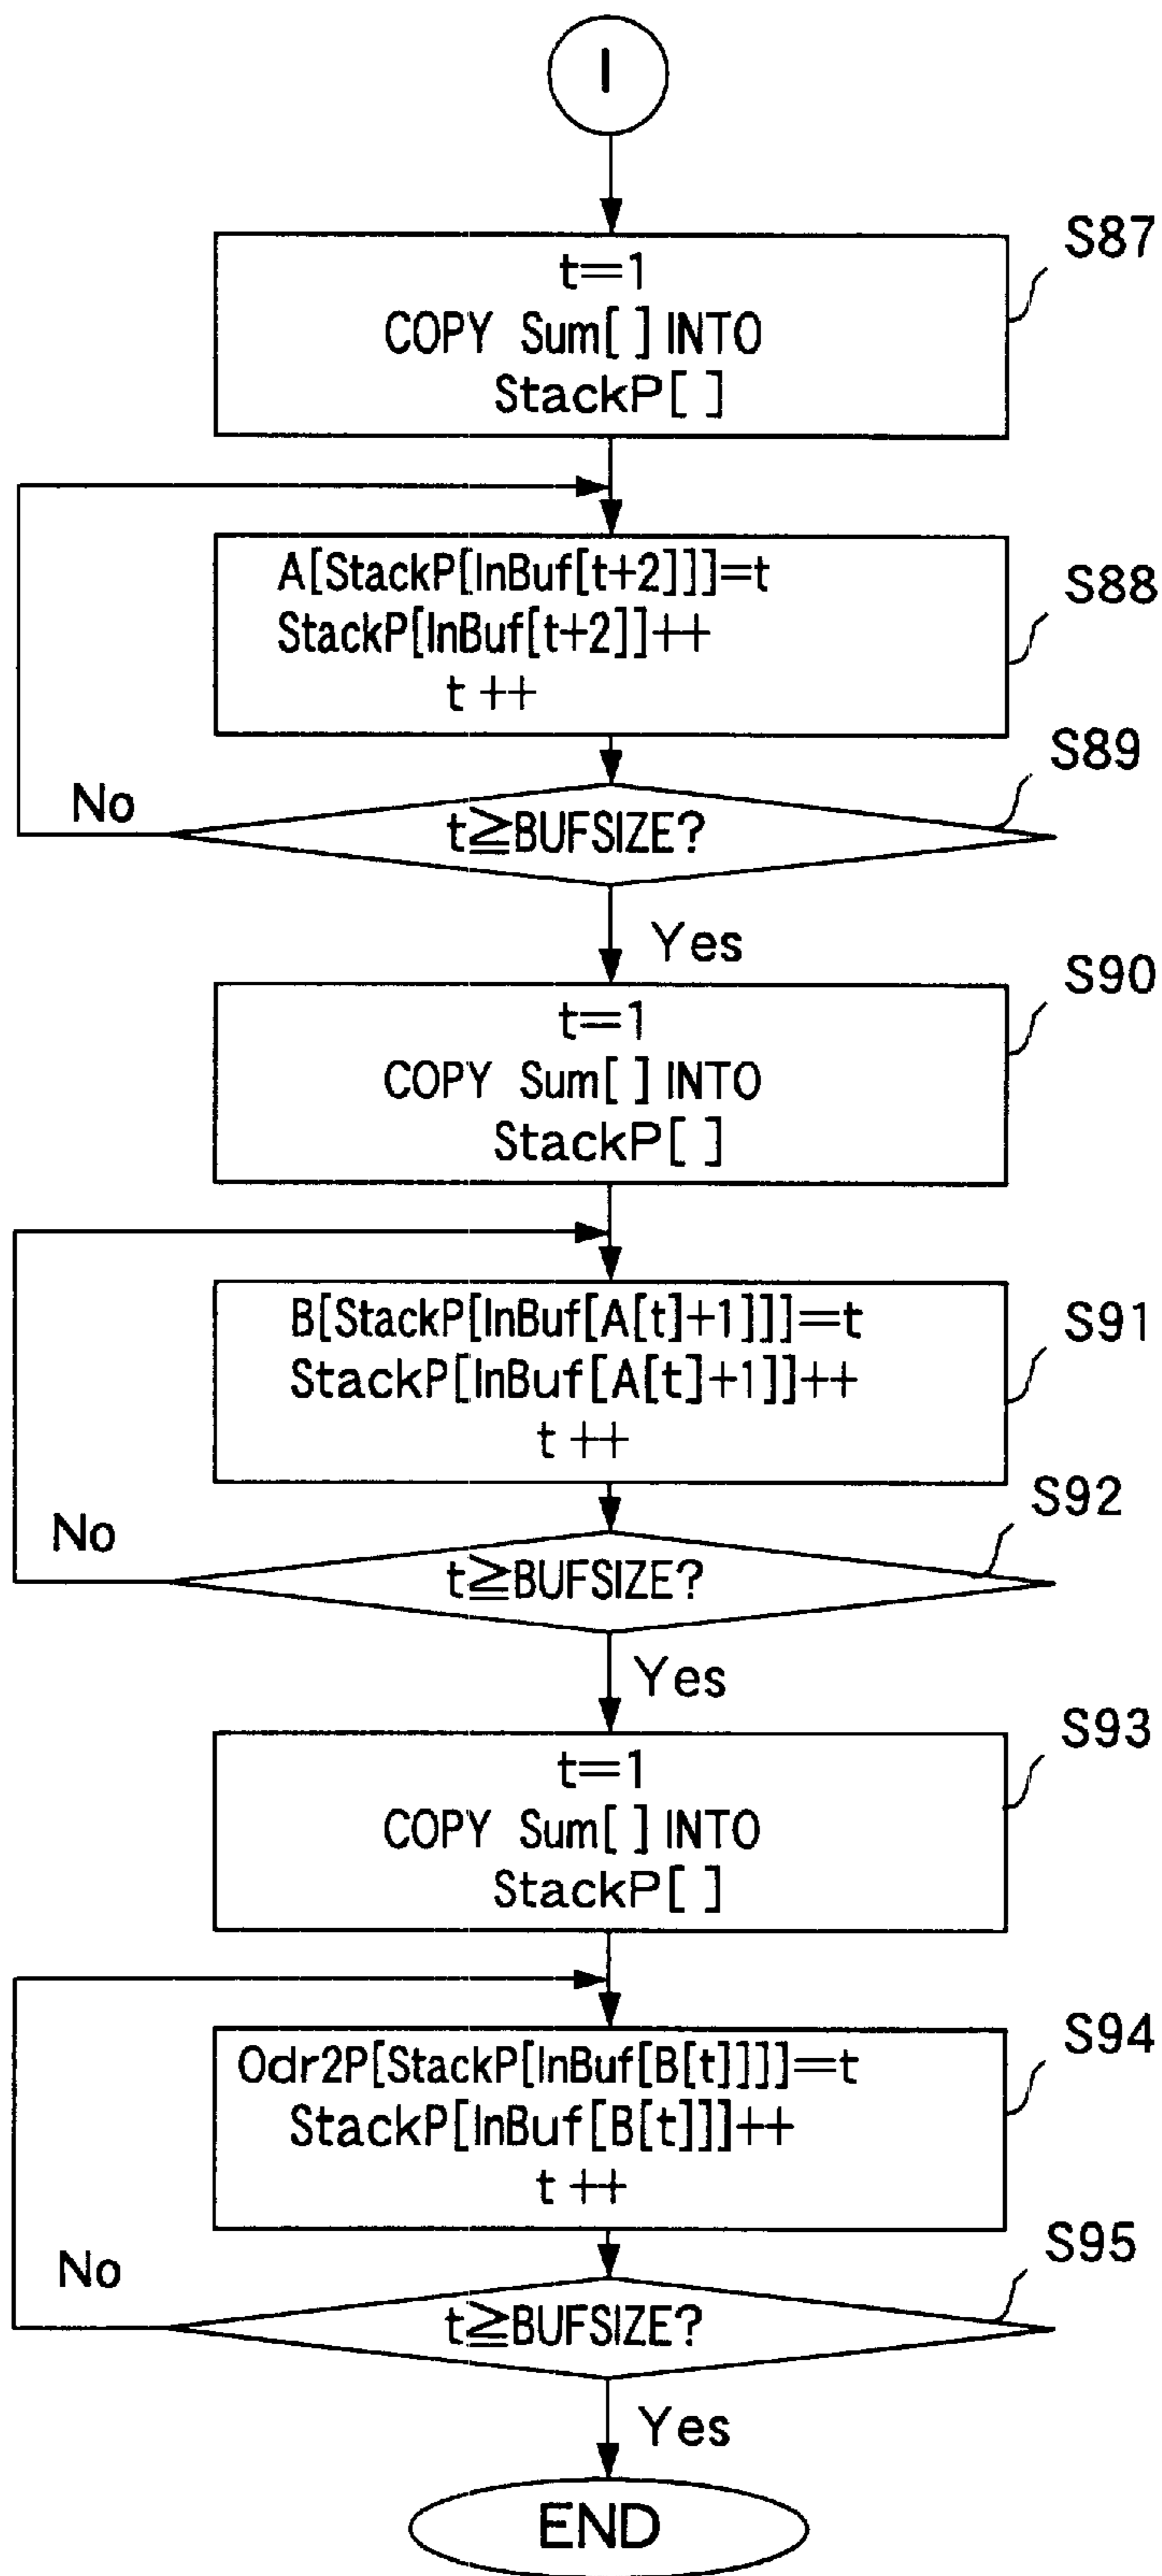 I
S87
t=1
COPY Sum[ ] INTO
StackP[ ]
A[StackP[InBuf[t+2]]]=t
StackP[InBuf[t+2]]++
t ++
S88
S89
No
t≧BUFSIZE?
Yes
S90
t=1
COPY Sum[ ] INTO
StackP[ ]
B[StackP[InBuf[A[t]+1]]]=t
StackP[InBuf[A[t]+1]]++
t ++
S91
S92
No
t≧BUFSIZE?
Yes
S93
t=1
COPY Sum[ ] INTO
StackP[ ]
S94
Odr2P[StackP[InBuf[B[t]]]]=t
StackP[InBuf[B[t]]]++
t ++
S95
No
t≧BUFSIZE?
Yes
END